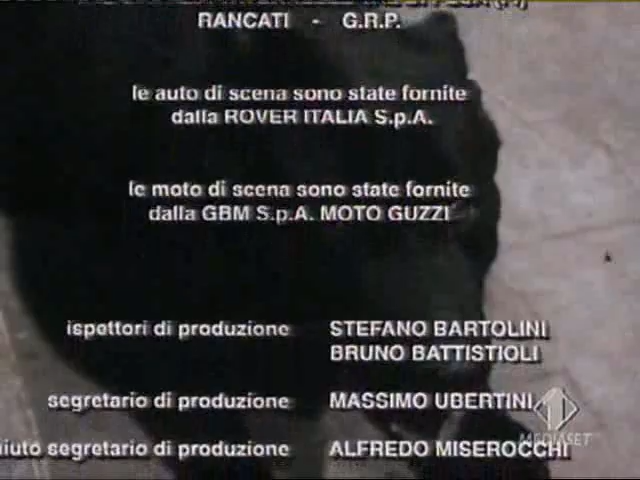 RANCATI - G.R.P.
le auto di scena sono state fornite
dalla ROVER ITALIA S.p.A.
le moto di scena sono state fornite
dalla GBM S.p.A. MOTO GUZZI
ispettori di produzione STEFANO BARTOLINI
BRUNO BATTISTIOLI
segretario di produzione MASSIMO UBERTINI
aiuto segretario di produzione ALFREDO MISEROCCHI
1
MEDIASET